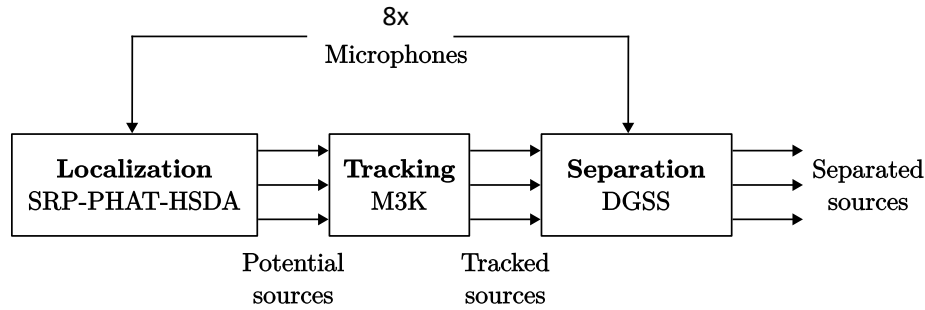 8x
Microphones
Localization
SRP-PHAT-HSDA
Tracking
M3K
Separation
DGSS
Separated
sources
Potential
sources
Tracked
sources